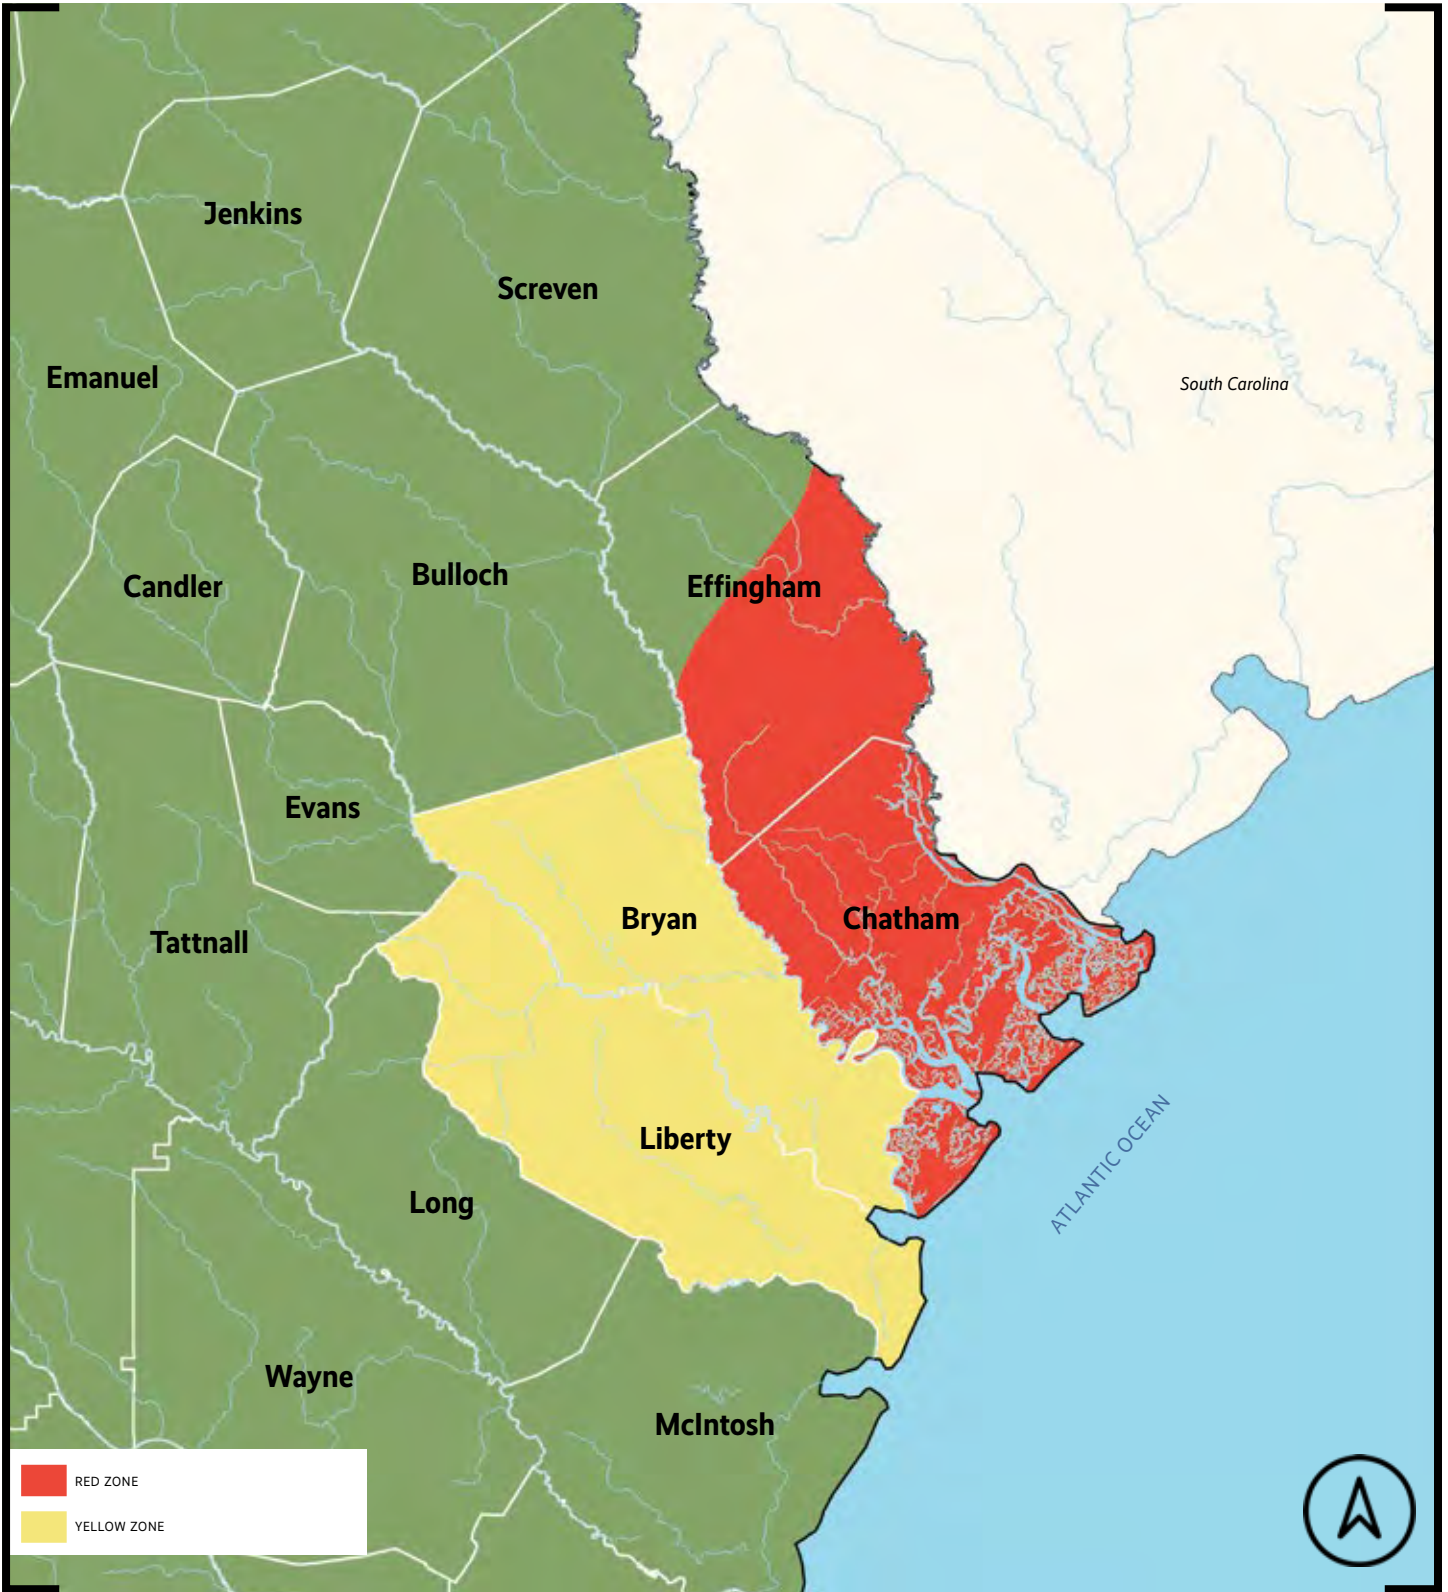 Jenkins
Screven
Emanuel
South Carolina
Candler
Bulloch
Effingham
Evans
Bryan
Chatham
Tattnall
Liberty
Long
ATLANTIC OCEAN
Wayne
McIntosh
RED ZONE
YELLOW ZONE